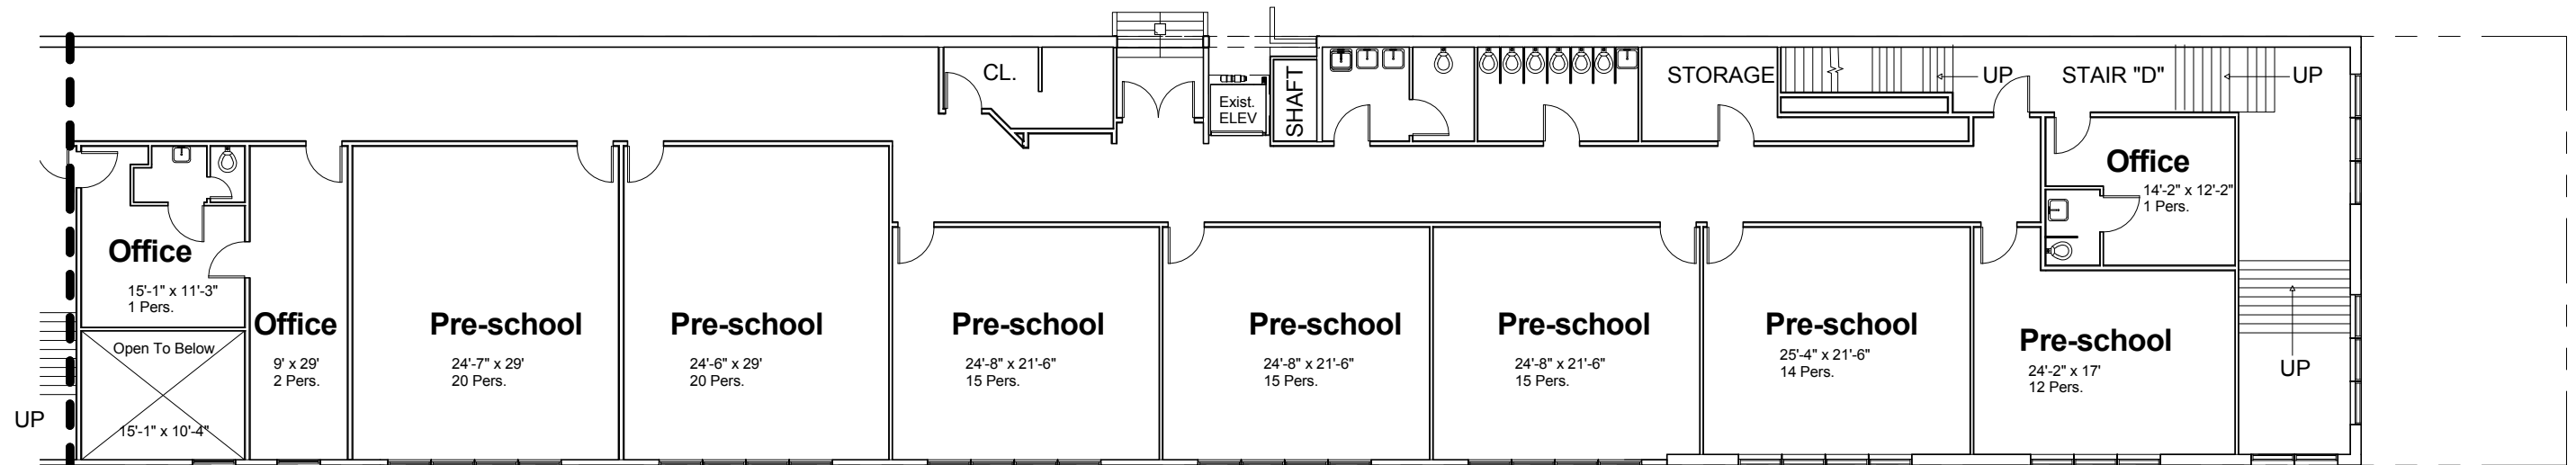 CL.
Exist.
ELEV
SHAFT
STORAGE
UP
STAIR "D"
UP
Office
14'-2" x 12'-2"
1 Pers.
Office
15'-1" x 11'-3"
1 Pers.
Office
9' x 29'
2 Pers.
Pre-school
24'-7" x 29'
20 Pers.
Pre-school
24'-6" x 29'
20 Pers.
Pre-school
24'-8" x 21'-6"
15 Pers.
Pre-school
24'-8" x 21'-6"
15 Pers.
Pre-school
24'-8" x 21'-6"
15 Pers.
Pre-school
25'-4" x 21'-6"
14 Pers.
Pre-school
24'-2" x 17'
12 Pers.
UP
Open To Below
15'-1" x 10'-4"
UP